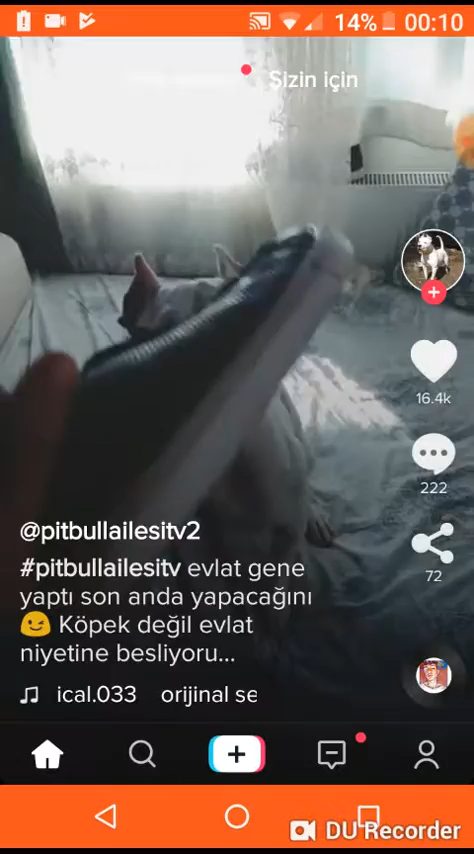 14% 00:10
Sizin için
16.4k
222
72
@pitbullailesitv2
#pitbullailesitv evlat gene
yaptı son anda yapacağını
😉 Köpek değil evlat
niyetine besliyoru...
ical.033 orijinal se
DU Recorder